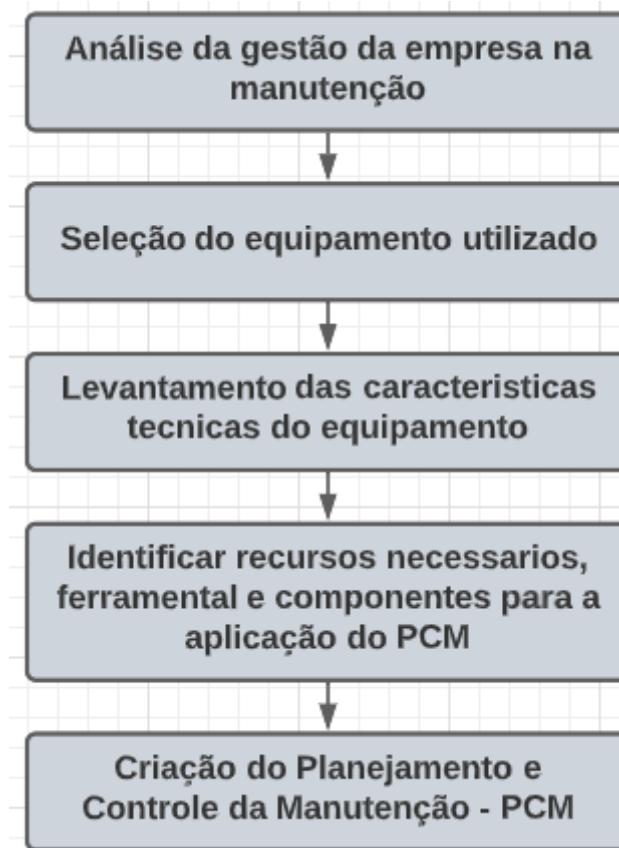 Análise da gestão da empresa na
manutenção
Seleção do equipamento utilizado
Levantamento das caracteristicas
tecnicas do equipamento
Identificar recursos necessarios,
ferramental e componentes para a
aplicação do PCM
Criação do Planejamento e
Controle da Manutenção - PCM